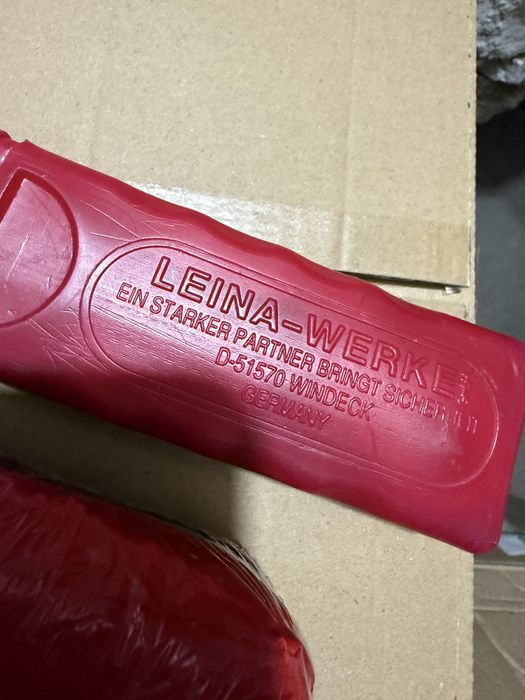 LEINA-WERKE
EIN STARKER PARTNER BRINGT SICHERHEIT
D-51570 WINDECK
GERMANY